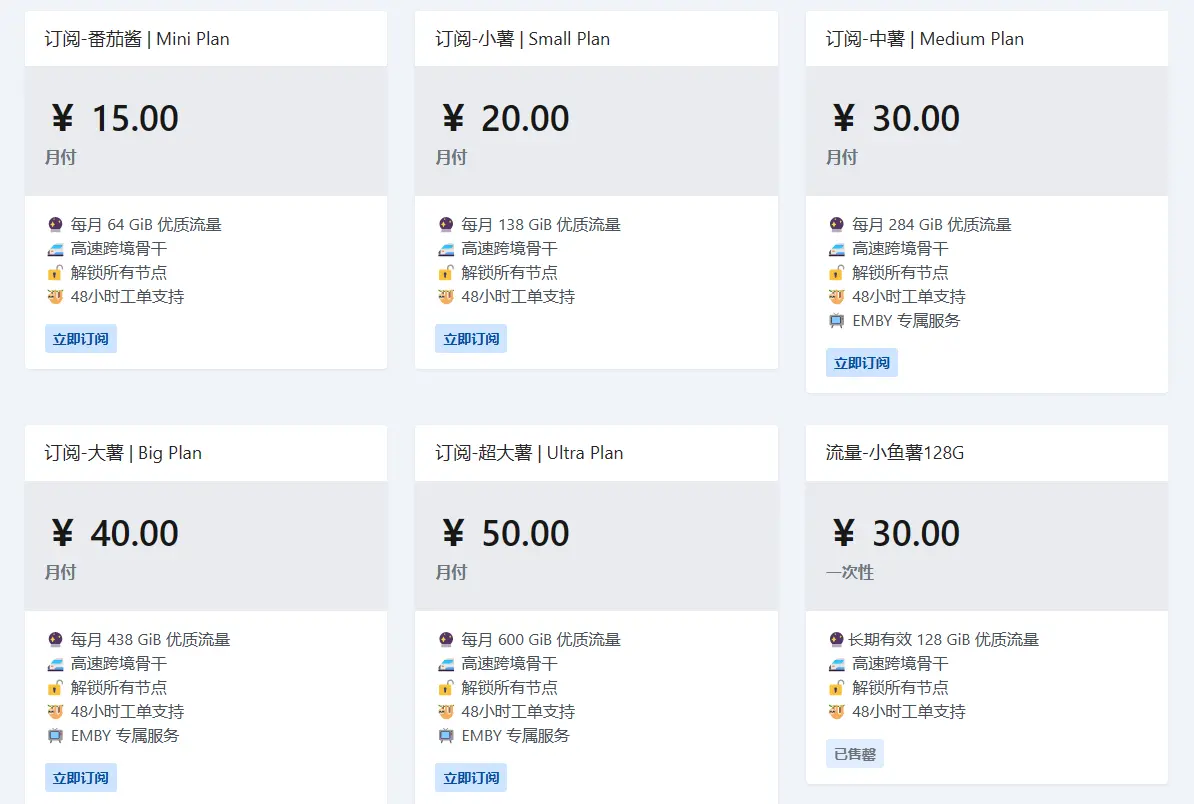 订阅-番茄酱 | Mini Plan
¥ 15.00
月付
每月 64 GiB 优质流量
高速跨境骨干
解锁所有节点
48小时工单支持
立即订阅
订阅-小薯 | Small Plan
¥ 20.00
月付
每月 138 GiB 优质流量
高速跨境骨干
解锁所有节点
48小时工单支持
立即订阅
订阅-中薯 | Medium Plan
¥ 30.00
月付
每月 284 GiB 优质流量
高速跨境骨干
解锁所有节点
48小时工单支持
EMBY 专属服务
立即订阅
订阅-大薯 | Big Plan
¥ 40.00
月付
每月 438 GiB 优质流量
高速跨境骨干
解锁所有节点
48小时工单支持
EMBY 专属服务
立即订阅
订阅-超大薯 | Ultra Plan
¥ 50.00
月付
每月 600 GiB 优质流量
高速跨境骨干
解锁所有节点
48小时工单支持
EMBY 专属服务
立即订阅
流量-小鱼薯128G
¥ 30.00
一次性
长期有效 128 GiB 优质流量
高速跨境骨干
解锁所有节点
48小时工单支持
已售罄